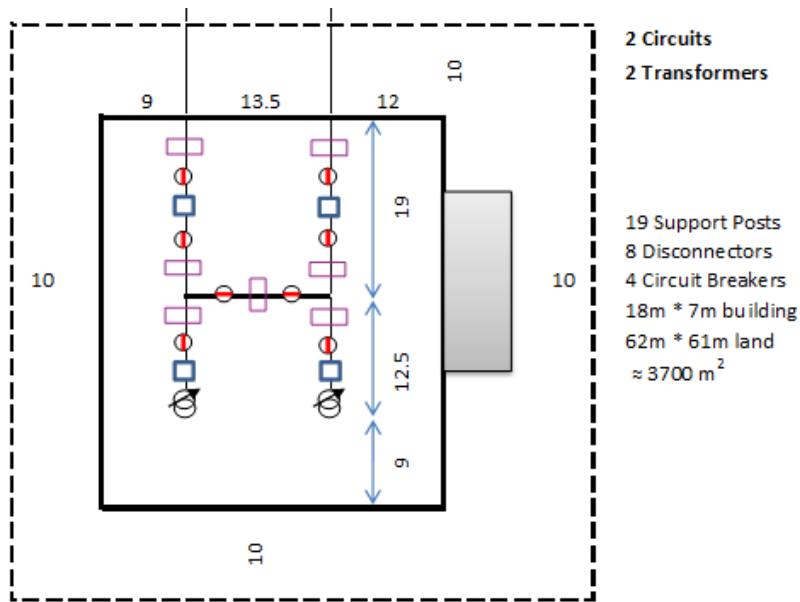 2 Circuits
2 Transformers
10
9 13.5 12
19
10
10
12.5
9
10
19 Support Posts
8 Disconnectors
4 Circuit Breakers
18m * 7m building
62m * 61m land
≈ 3700 m²